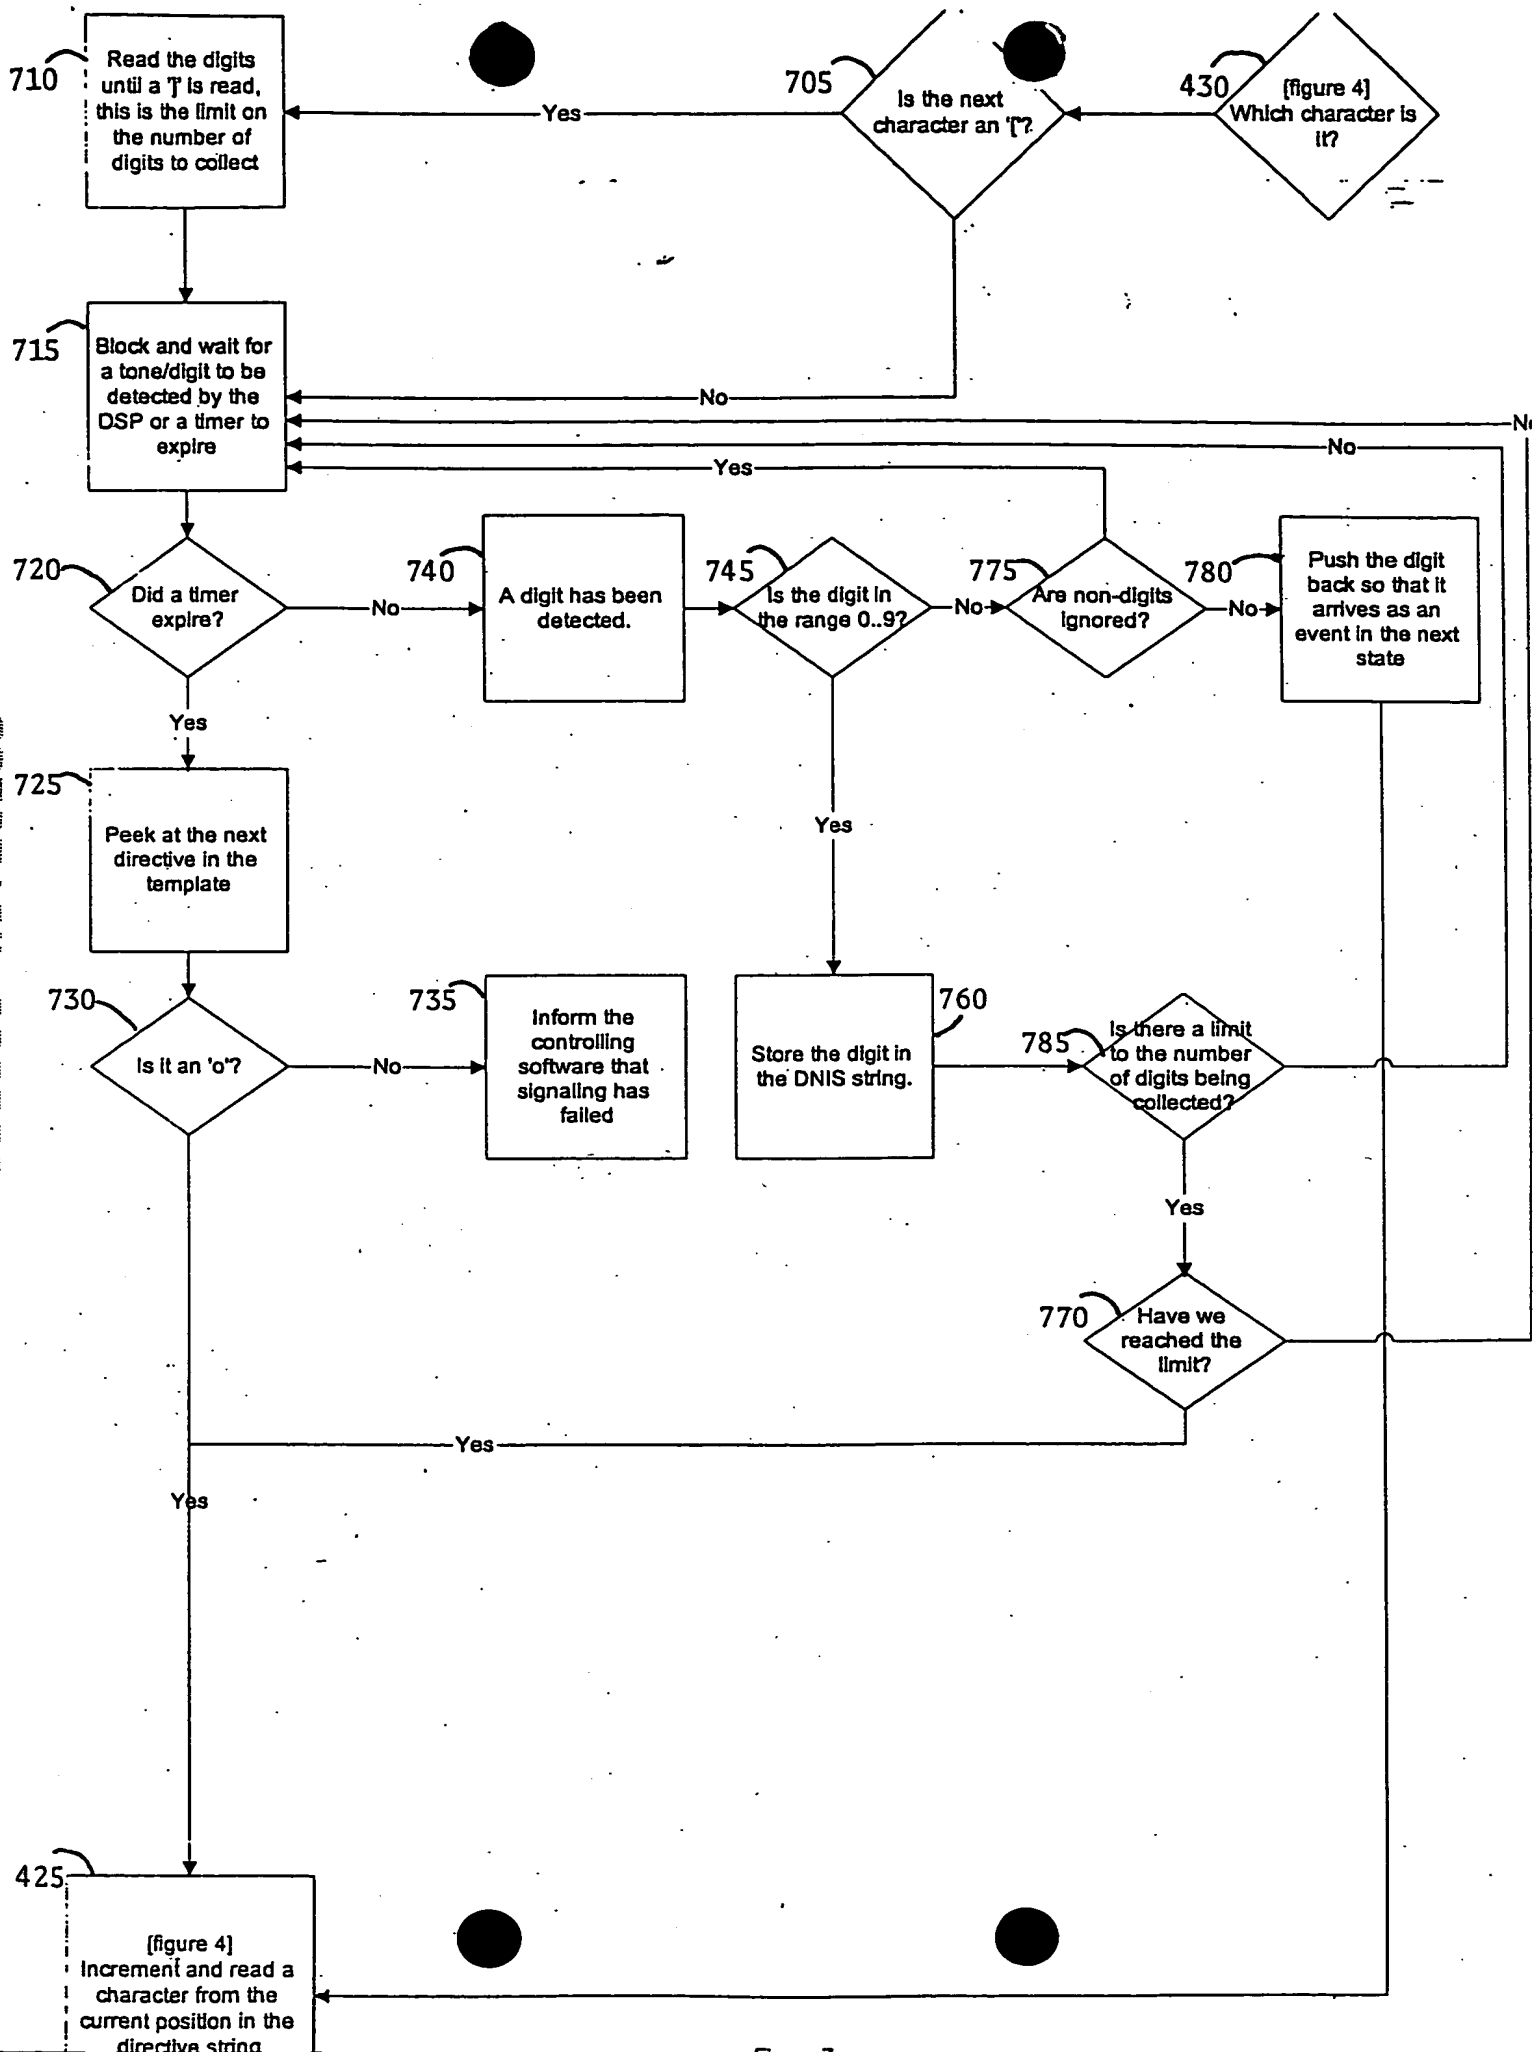 710
Read the digits
until a ']' is read,
this is the limit on
the number of
digits to collect
Yes
705
Is the next
character an '['?
430
[figure 4]
Which character is
it?
715
Block and wait for
a tone/digit to be
detected by the
DSP or a timer to
expire
No
No
Yes
720
Did a timer
expire?
No
740
A digit has been
detected.
745
Is the digit in
the range 0..9?
No
775
Are non-digits
ignored?
No
780
Push the digit
back so that it
arrives as an
event in the next
state
Yes
Yes
725
Peek at the next
directive in the
template
730
Is it an 'o'?
No
735
Inform the
controlling
software that
signaling has
failed
Store the digit in
the DNIS string.
760
785
Is there a limit
to the number
of digits being
collected?
Yes
770
Have we
reached the
limit?
Yes
Yes
425
[figure 4]
Increment and read a
character from the
current position in the
directive string